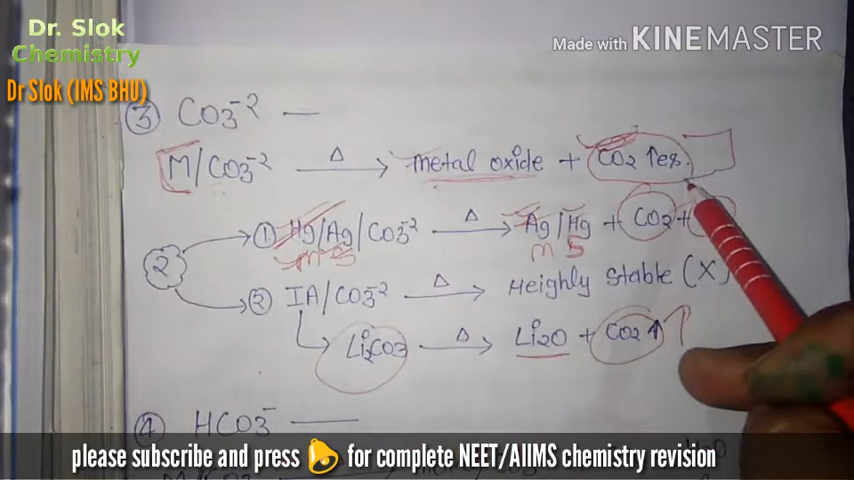 Dr. Slok
Chemistry
Made with KINEMASTER
Dr Slok (IMS BHU)
③ CO3⁻² —
M/CO3⁻² —Δ→ metal oxide + CO2 ↑es.
② ① Hg/Ag/CO3⁻² —Δ→ Ag/Hg + CO2 +
M S M S
② IA/CO3⁻² —Δ→ Heighly Stable (X)
Li2CO3 —Δ→ Li2O + CO2 ↑
④ HCO3⁻ —
please subscribe and press for complete NEET/AIIMS chemistry revision